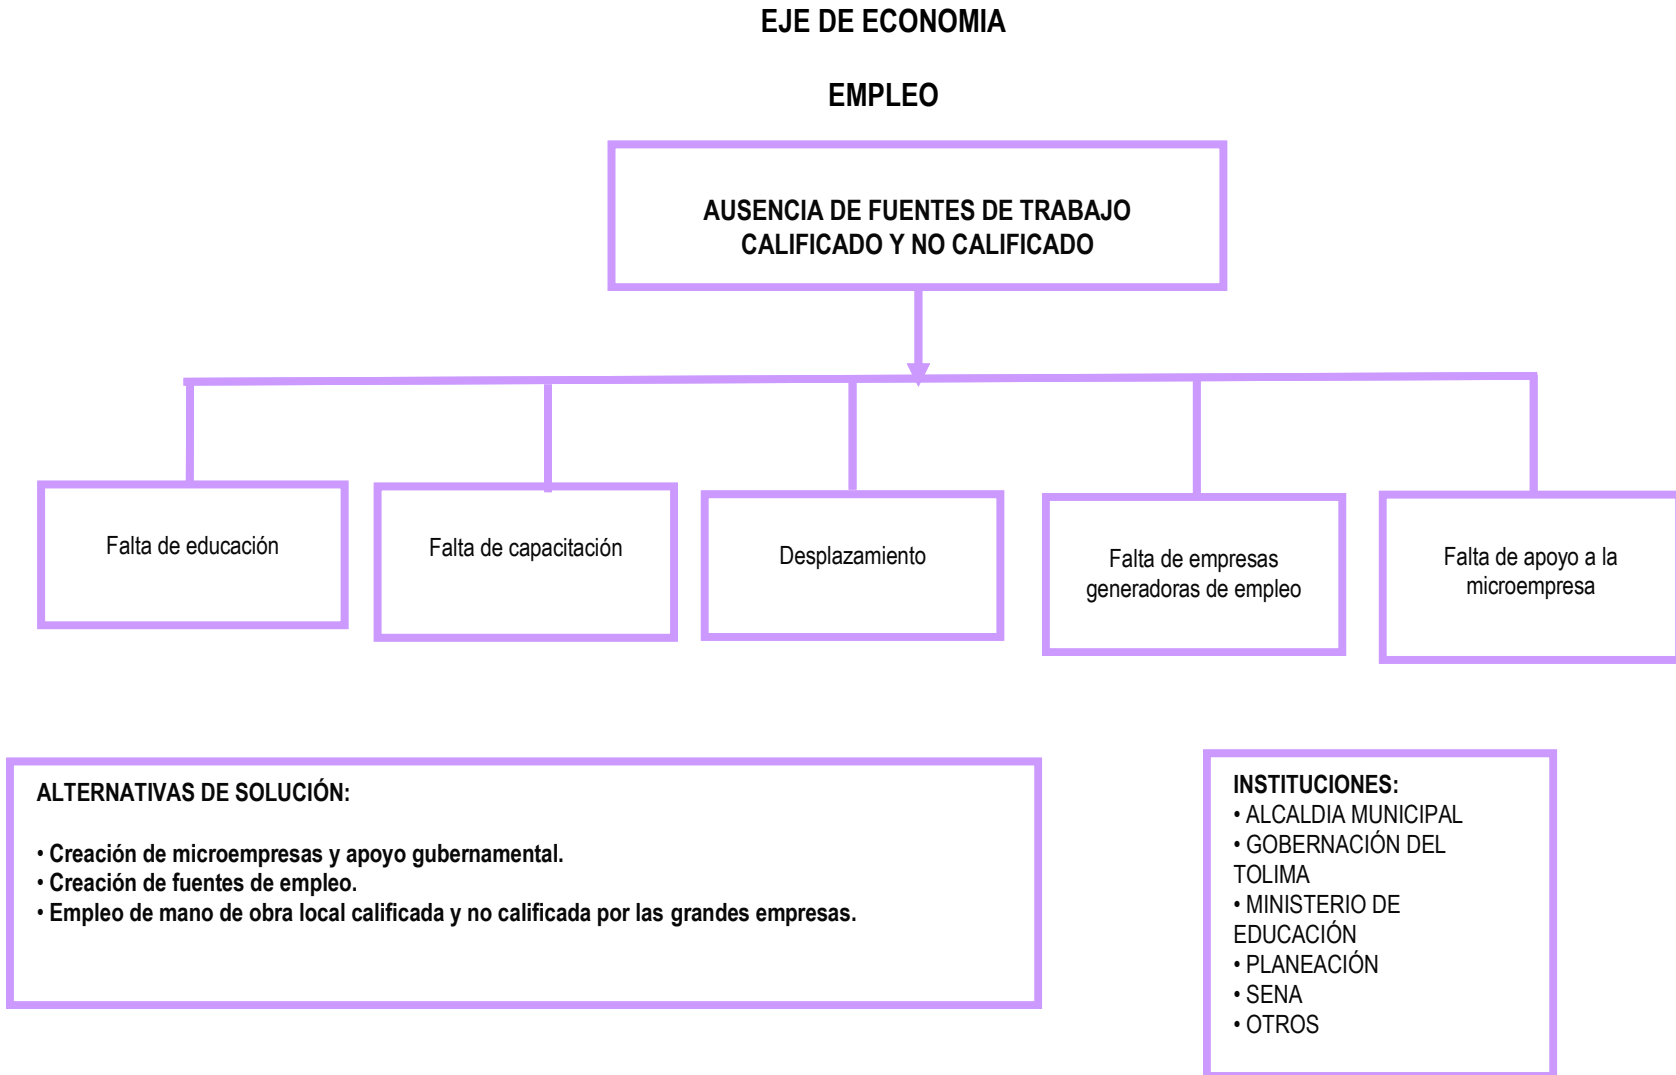 EJE DE ECONOMIA
EMPLEO
AUSENCIA DE FUENTES DE TRABAJO
CALIFICADO Y NO CALIFICADO
Falta de educación
Falta de capacitación
Desplazamiento
Falta de empresas
generadoras de empleo
Falta de apoyo a la
microempresa
ALTERNATIVAS DE SOLUCIÓN:
• Creación de microempresas y apoyo gubernamental.
• Creación de fuentes de empleo.
• Empleo de mano de obra local calificada y no calificada por las grandes empresas.
INSTITUCIONES:
• ALCALDIA MUNICIPAL
• GOBERNACIÓN DEL
TOLIMA
• MINISTERIO DE
EDUCACIÓN
• PLANEACIÓN
• SENA
• OTROS